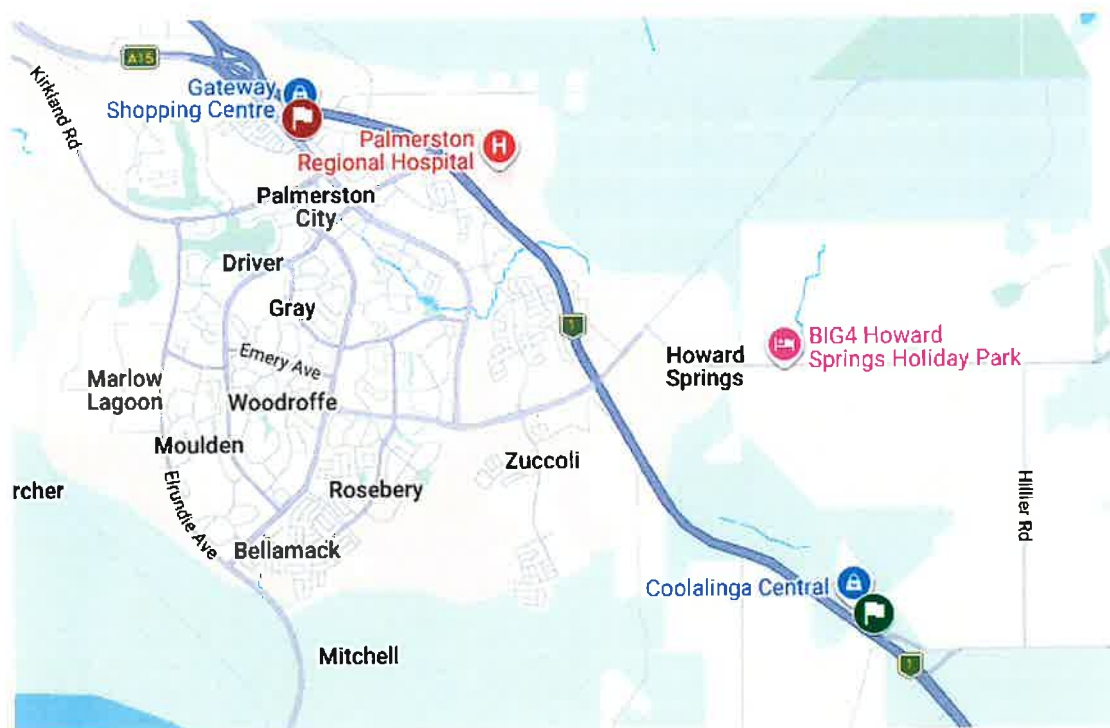 A15
Kirkland Rd
Gateway
Shopping Centre
Palmerston
Regional Hospital
H
Palmerston
City
Driver
Gray
1
Emery Ave
Howard
Springs
BIG4 Howard
Springs Holiday Park
Marlow
Lagoon
Woodroffe
Moulden
Zuccoli
rcher
Rosebery
Elrundie Ave
Hillier Rd
Bellamack
Coolalinga Central
Mitchell
1